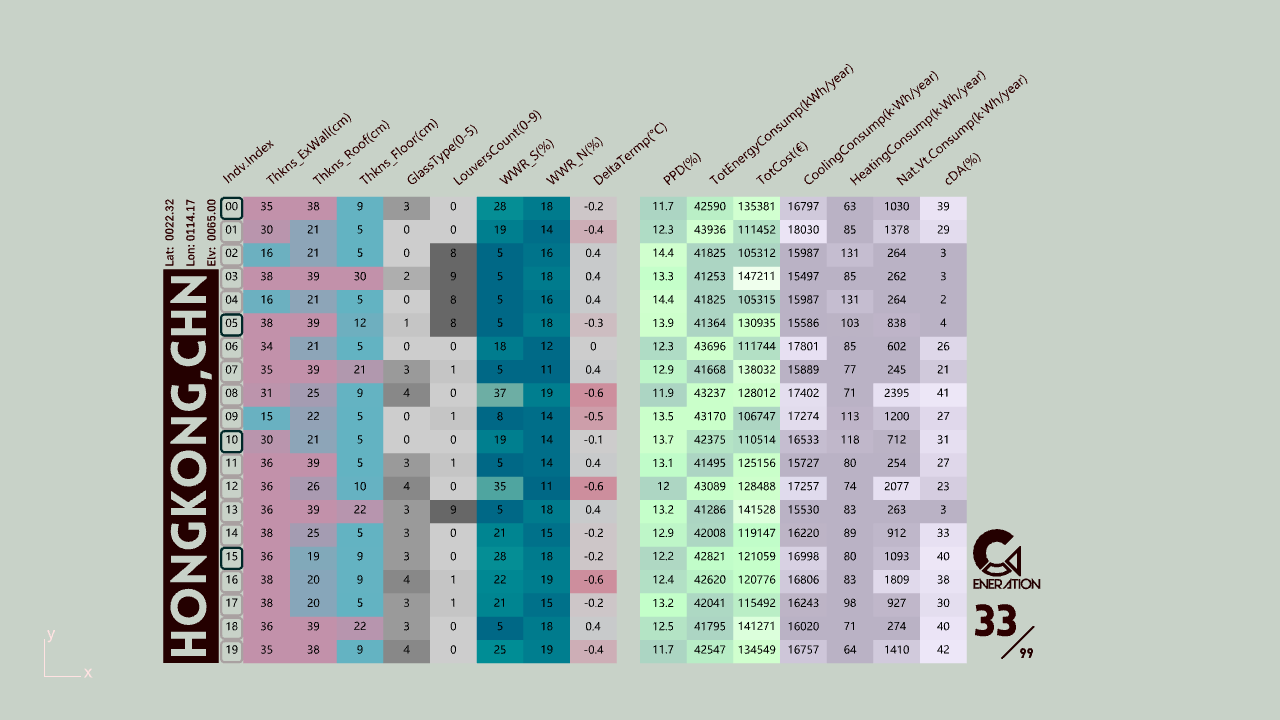 Indv.Index Thkns_ExWall(cm) Thkns_Roof(cm) Thkns_Floor(cm) GlassType(0-5) LouversCount(0-9) WWR_S(%) WWR_N(%) DeltaTermp(°C) PPD(%) TotEnergyConsump(kWh/year) TotCost(€) CoolingConsump(k·Wh/year) HeatingConsump(k·Wh/year) Nat.Vt.Consump(k·Wh/year) cDA(%)
Lat: 0022.32
Lon: 0114.17
Elv: 0065.00
HONGKONG,CHN
00 35 38 9 3 0 28 18 -0.2 11.7 42590 135381 16797 63 1030 39
01 30 21 5 0 0 19 14 -0.4 12.3 43936 111452 18030 85 1378 29
02 16 21 5 0 8 5 16 0.4 14.4 41825 105312 15987 131 264 3
03 38 39 30 2 9 5 18 0.4 13.3 41253 147211 15497 85 262 3
04 16 21 5 0 8 5 16 0.4 14.4 41825 105315 15987 131 264 2
05 38 39 12 1 8 5 18 -0.3 13.9 41364 130935 15586 103 838 4
06 34 21 5 0 0 18 12 0 12.3 43696 111744 17801 85 602 26
07 35 39 21 3 1 5 11 0.4 12.9 41668 138032 15889 77 245 21
08 31 25 9 4 0 37 19 -0.6 11.9 43237 128012 17402 71 2395 41
09 15 22 5 0 1 8 14 -0.5 13.5 43170 106747 17274 113 1200 27
10 30 21 5 0 0 19 14 -0.1 13.7 42375 110514 16533 118 712 31
11 36 39 5 3 1 5 14 0.4 13.1 41495 125156 15727 80 254 27
12 36 26 10 4 0 35 11 -0.6 12 43089 128488 17257 74 2077 23
13 36 39 22 3 9 5 18 0.4 13.2 41286 141528 15530 83 263 3
14 38 25 5 3 0 21 15 -0.2 12.9 42008 119147 16220 89 912 33
15 36 19 9 3 0 28 18 -0.2 12.2 42821 121059 16998 80 1093 40
16 38 20 9 4 1 22 19 -0.6 12.4 42620 120776 16806 83 1809 38
17 38 20 5 3 1 21 15 -0.2 13.2 42041 115492 16243 98 927 30
18 36 39 22 3 0 5 18 0.4 12.5 41795 141271 16020 71 274 40
19 35 38 9 4 0 25 19 -0.4 11.7 42547 134549 16757 64 1410 42
GENERATION
33/99
y
x